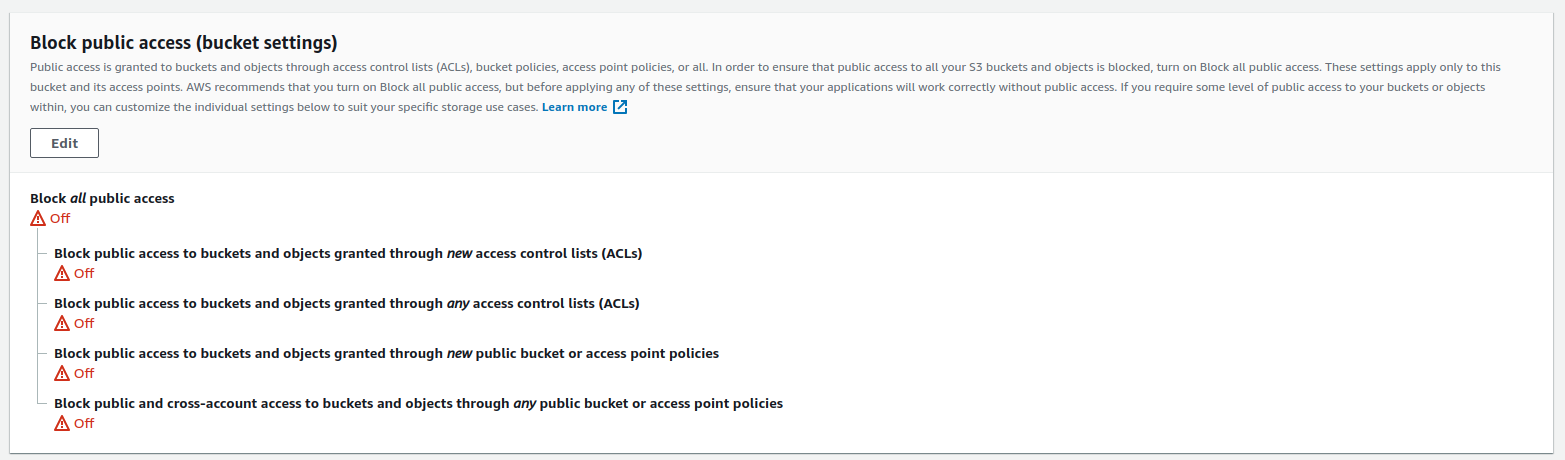 Block public access (bucket settings)
Public access is granted to buckets and objects through access control lists (ACLs), bucket policies, access point policies, or all. In order to ensure that public access to all your S3 buckets and objects is blocked, turn on Block all public access. These settings apply only to this
bucket and its access points. AWS recommends that you turn on Block all public access, but before applying any of these settings, ensure that your applications will work correctly without public access. If you require some level of public access to your buckets or objects
within, you can customize the individual settings below to suit your specific storage use cases. Learn more
Edit
Block all public access
Off
Block public access to buckets and objects granted through new access control lists (ACLs)
Off
Block public access to buckets and objects granted through any access control lists (ACLs)
Off
Block public access to buckets and objects granted through new public bucket or access point policies
Off
Block public and cross-account access to buckets and objects through any public bucket or access point policies
Off